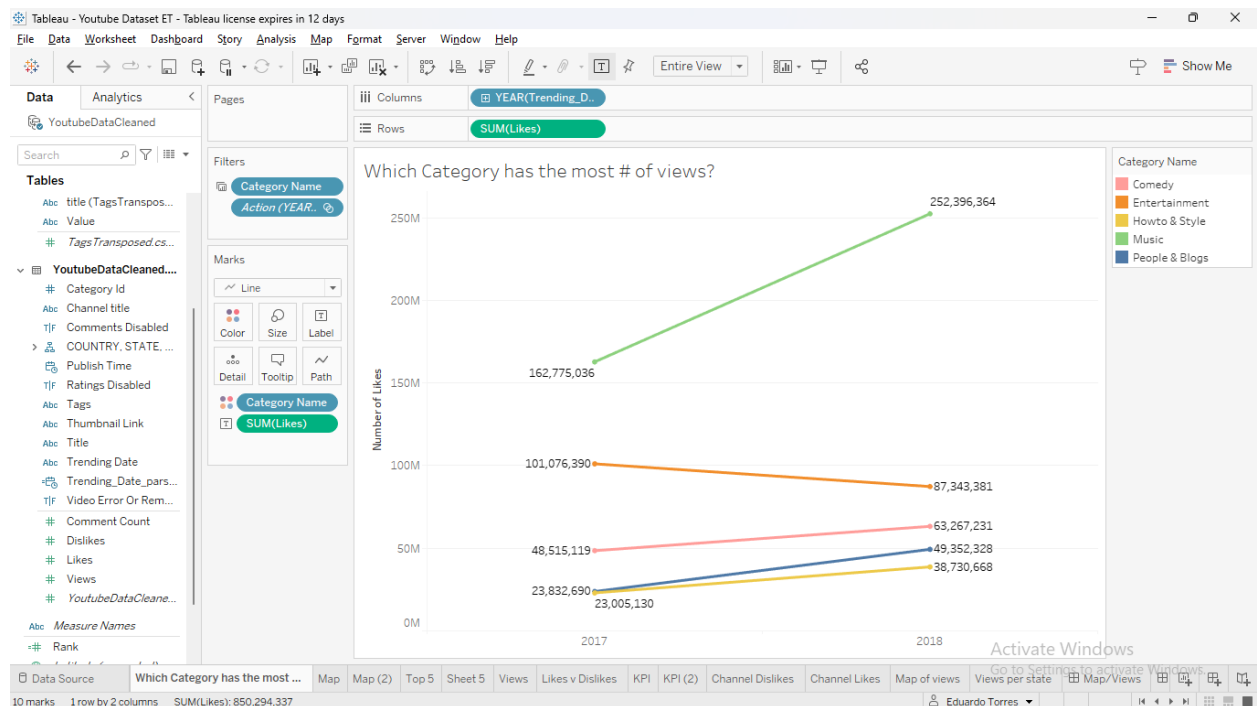 Tableau - Youtube Dataset ET - Tableau license expires in 12 days
File Data Worksheet Dashboard Story Analysis Map Format Server Window Help
Entire View
Show Me
Data Analytics
YoutubeDataCleaned
Search
Tables
Abc title (TagsTranspos...
Abc Value
# TagsTransposed.cs...
YoutubeDataCleaned....
# Category Id
Abc Channel title
T|F Comments Disabled
COUNTRY, STATE, ...
Publish Time
T|F Ratings Disabled
Abc Tags
Abc Thumbnail Link
Abc Title
Abc Trending Date
Trending_Date_pars...
T|F Video Error Or Rem...
# Comment Count
# Dislikes
# Likes
# Views
# YoutubeDataCleane...
Abc Measure Names
=# Rank
Pages
Filters
Category Name
Action (YEAR..
Marks
Line
Color Size Label
Detail Tooltip Path
Category Name
SUM(Likes)
Columns YEAR(Trending_D..
Rows SUM(Likes)
Which Category has the most # of views?
Number of Likes
250M
200M
150M
100M
50M
0M
252,396,364
162,775,036
101,076,390
87,343,381
48,515,119
63,267,231
49,352,328
38,730,668
23,832,690
23,005,130
2017 2018
Category Name
Comedy
Entertainment
Howto & Style
Music
People & Blogs
Activate Windows
Go to Settings to activate Windows.
Data Source Which Category has the most ... Map Map (2) Top 5 Sheet 5 Views Likes v Dislikes KPI KPI (2) Channel Dislikes Channel Likes Map of views Views per state Map/Views
10 marks 1 row by 2 columns SUM(Likes): 850,294,337 Eduardo Torres